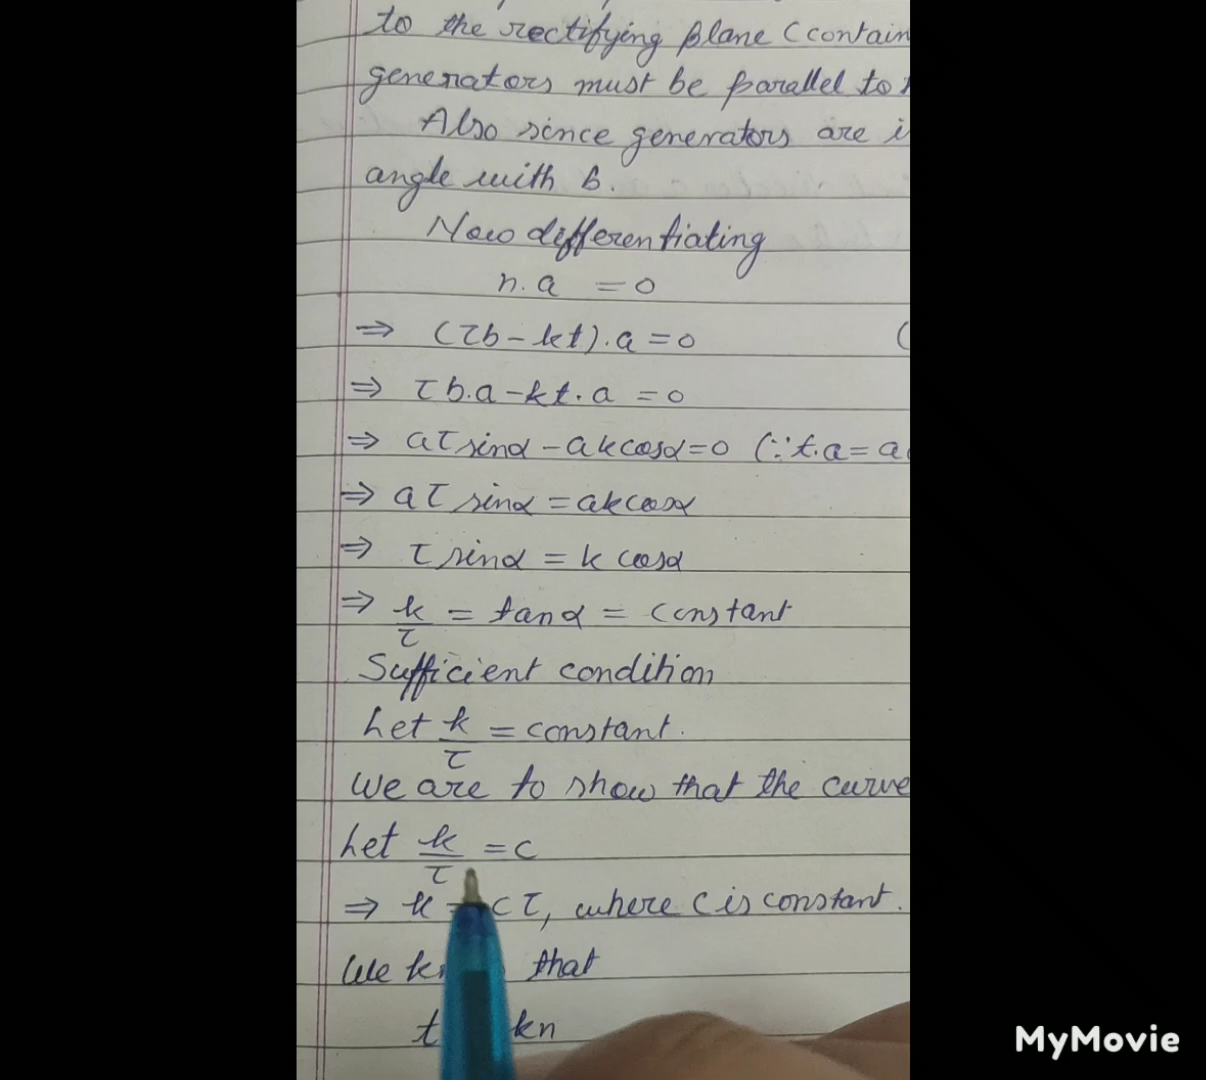 to the rectifying plane (contain
generators must be parallel to
Also since generators are i
angle with b.
Now differentiating
n.a = 0
⇒ (τb - kt).a = 0 (
⇒ τb.a - kt.a = 0
⇒ aτ sinα - ak cosα = 0 (∵ t.a = a
⇒ aτ sinα = ak cosα
⇒ τ sinα = k cosα
⇒ k/τ = tanα = constant
Sufficient condition
Let k/τ = constant.
We are to show that the curve
Let k/τ = c
⇒ k = cτ, where c is constant.
We that
t kn
MyMovie